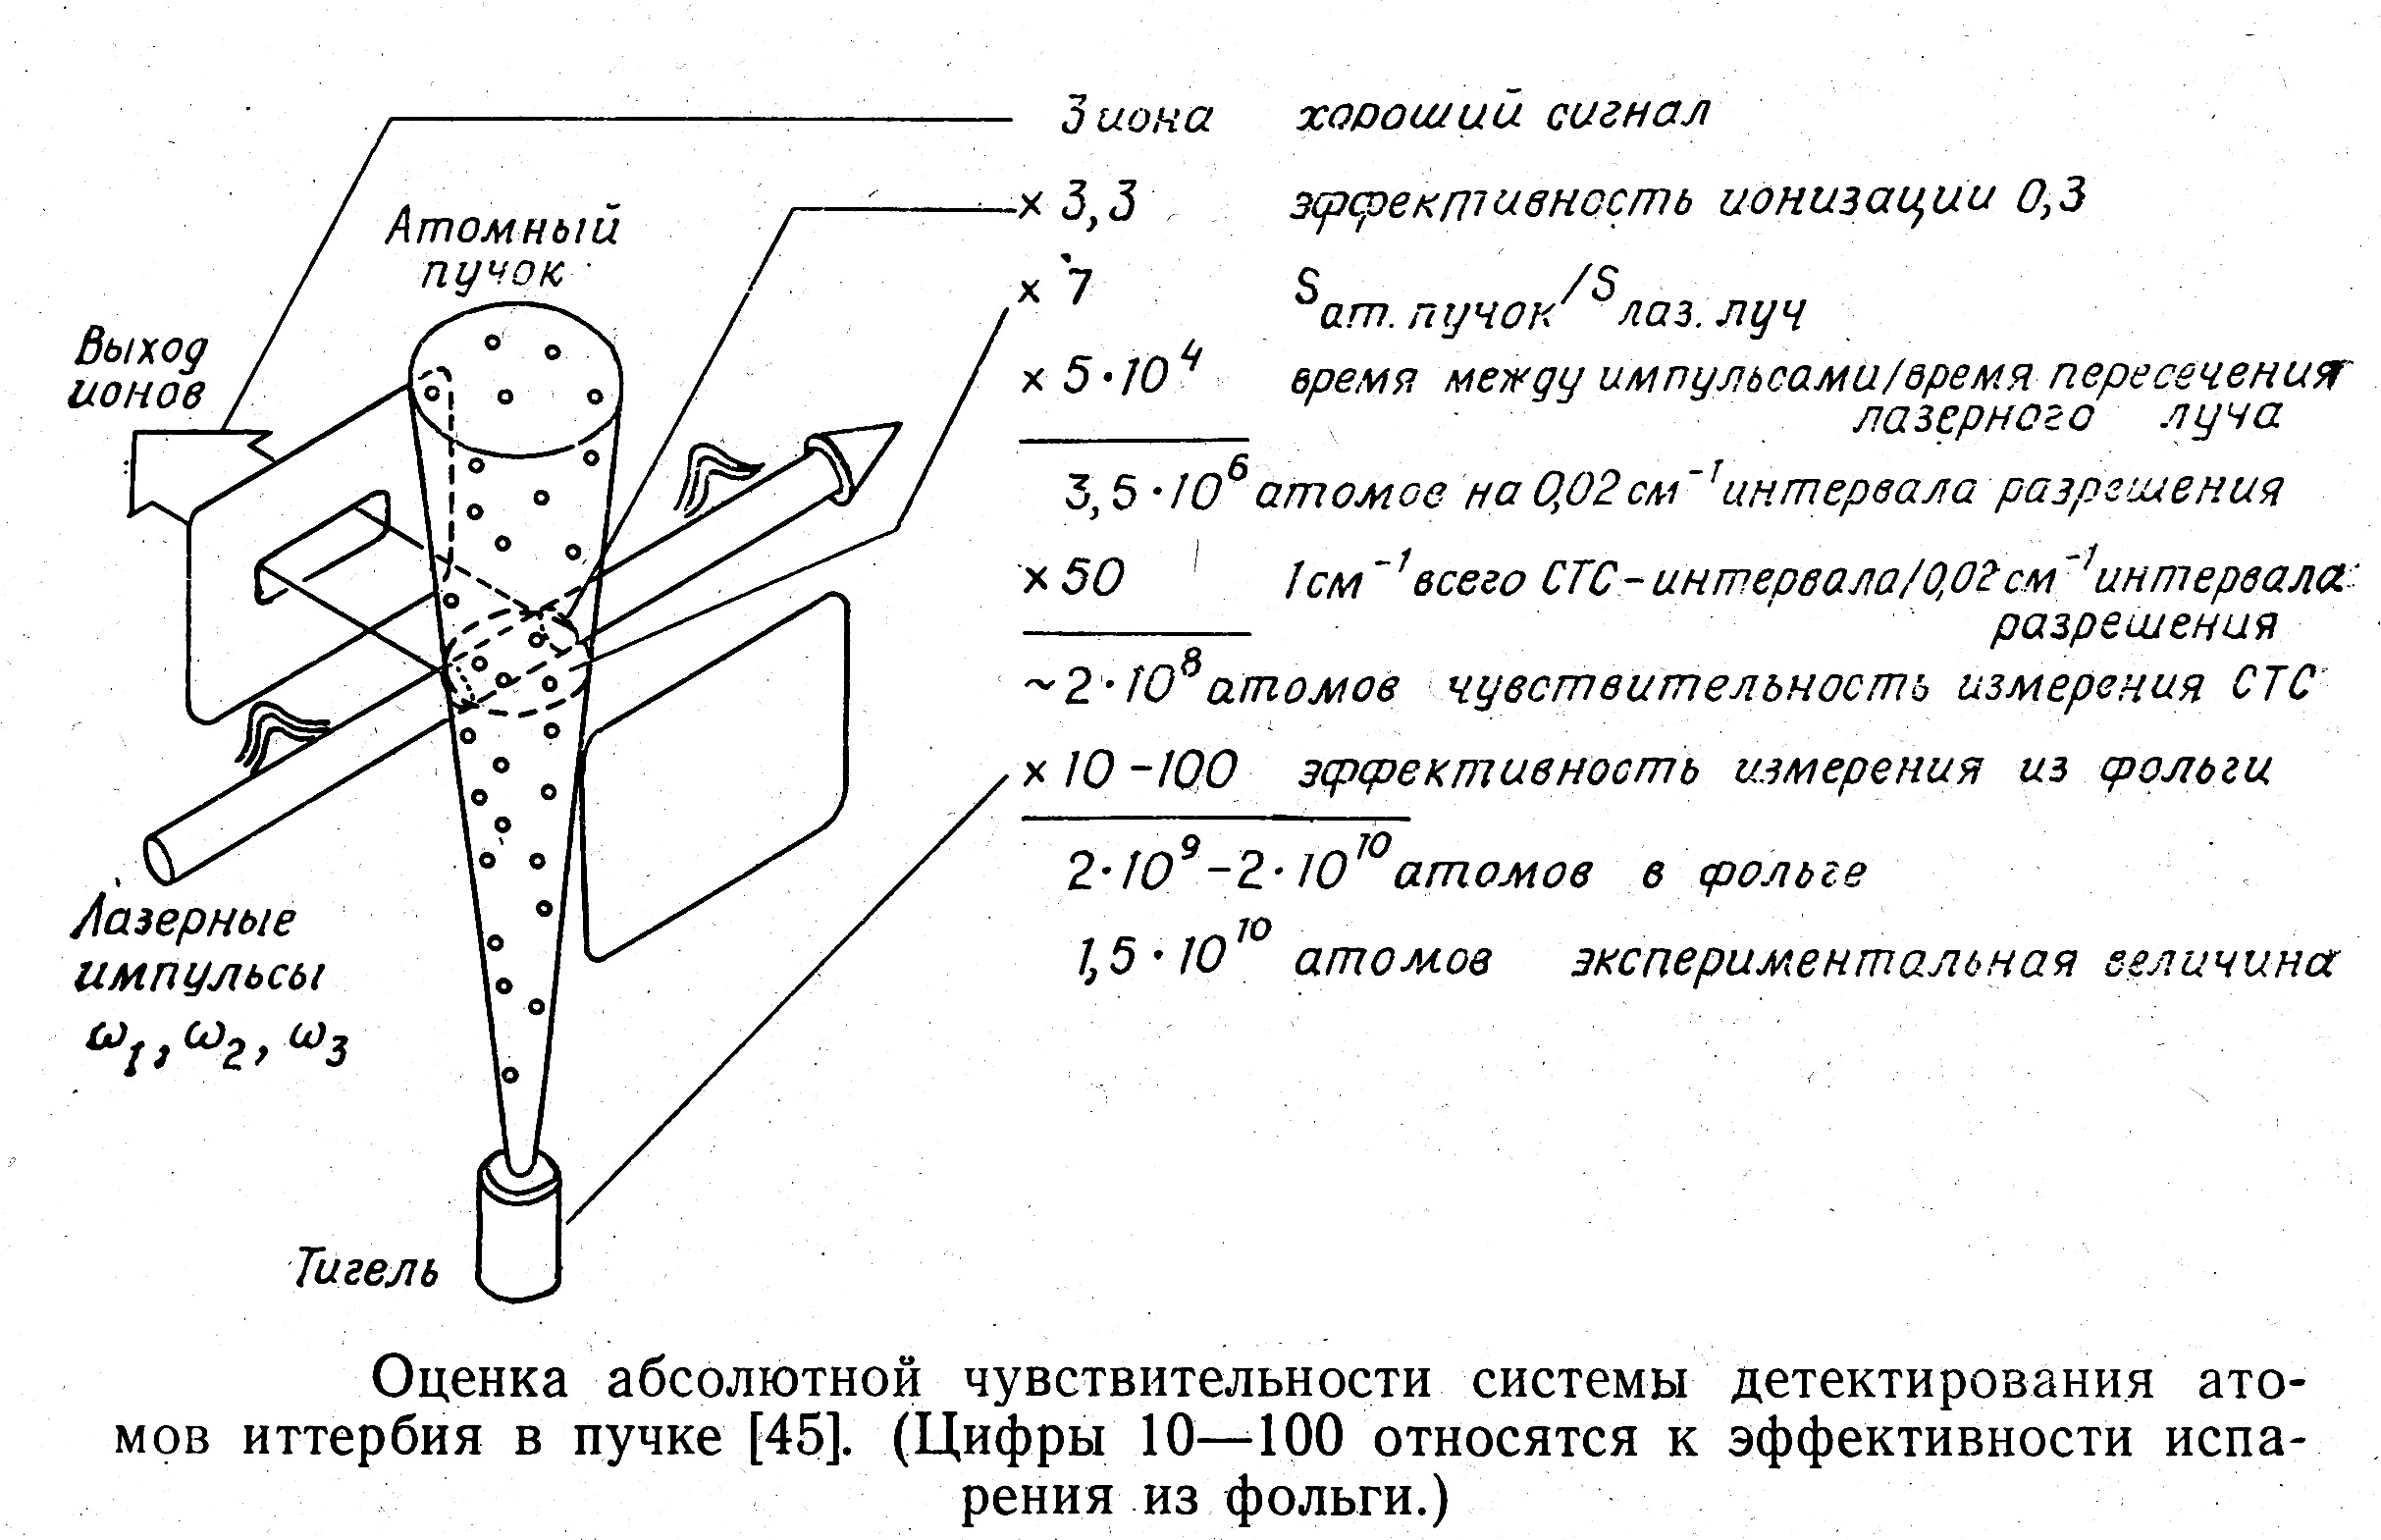 3 иона хороший сигнал
× 3,3 эффективность ионизации 0,3
× 7 Sат. пучок/Sлаз. луч
× 5·10⁴ время между импульсами/время пересечения
лазерного луча
3,5·10⁶ атомов на 0,02 см⁻¹ интервала разрешения
×50 1 см⁻¹ всего СТС-интервала/0,02 см⁻¹ интервала
разрешения
~2·10⁸ атомов чувствительность измерения СТС
×10-100 эффективность измерения из фольги
2·10⁹-2·10¹⁰ атомов в фольге
1,5·10¹⁰ атомов экспериментальная величина
Атомный
пучок
Выход
ионов
Лазерные
импульсы
ω₁, ω₂, ω₃
Тигель
Оценка абсолютной чувствительности системы детектирования ато-
мов иттербия в пучке [45]. (Цифры 10—100 относятся к эффективности испа-
рения из фольги.)